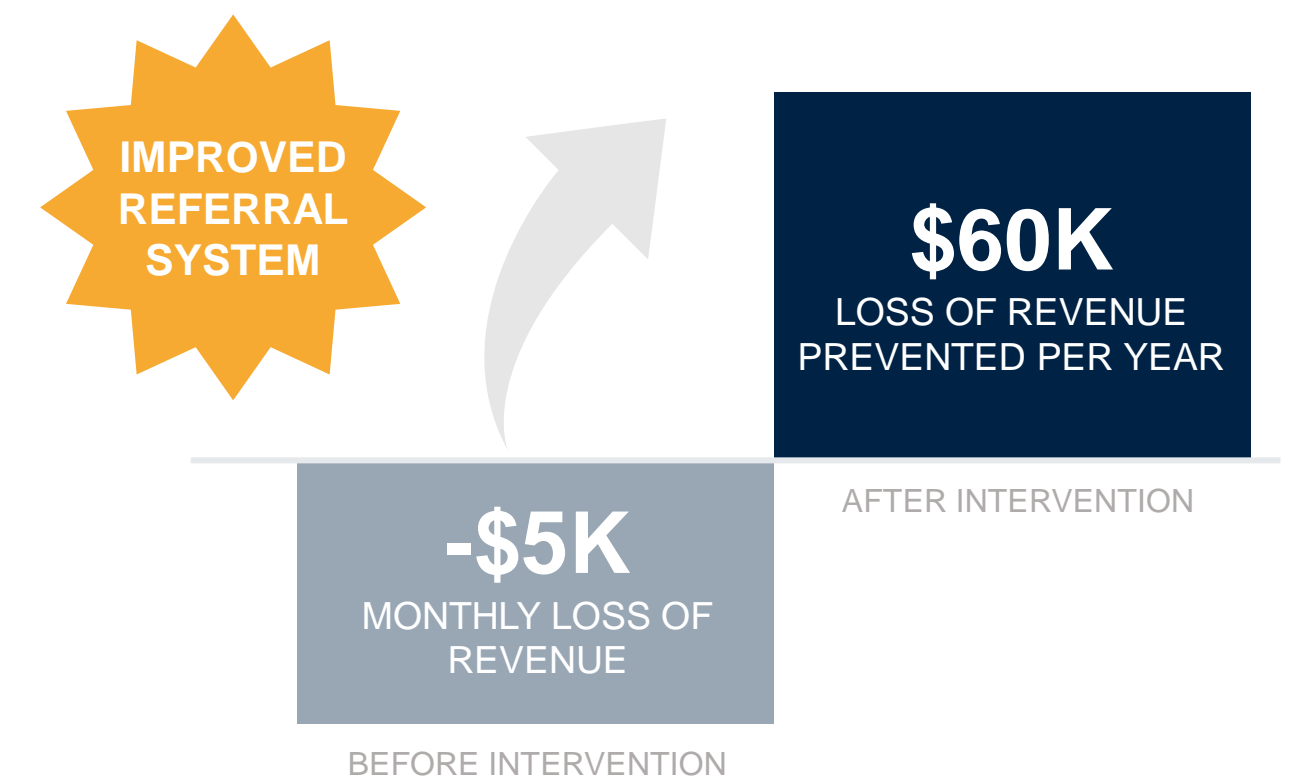 IMPROVED
REFERRAL
SYSTEM
$60K
LOSS OF REVENUE
PREVENTED PER YEAR
AFTER INTERVENTION
-$5K
MONTHLY LOSS OF
REVENUE
BEFORE INTERVENTION